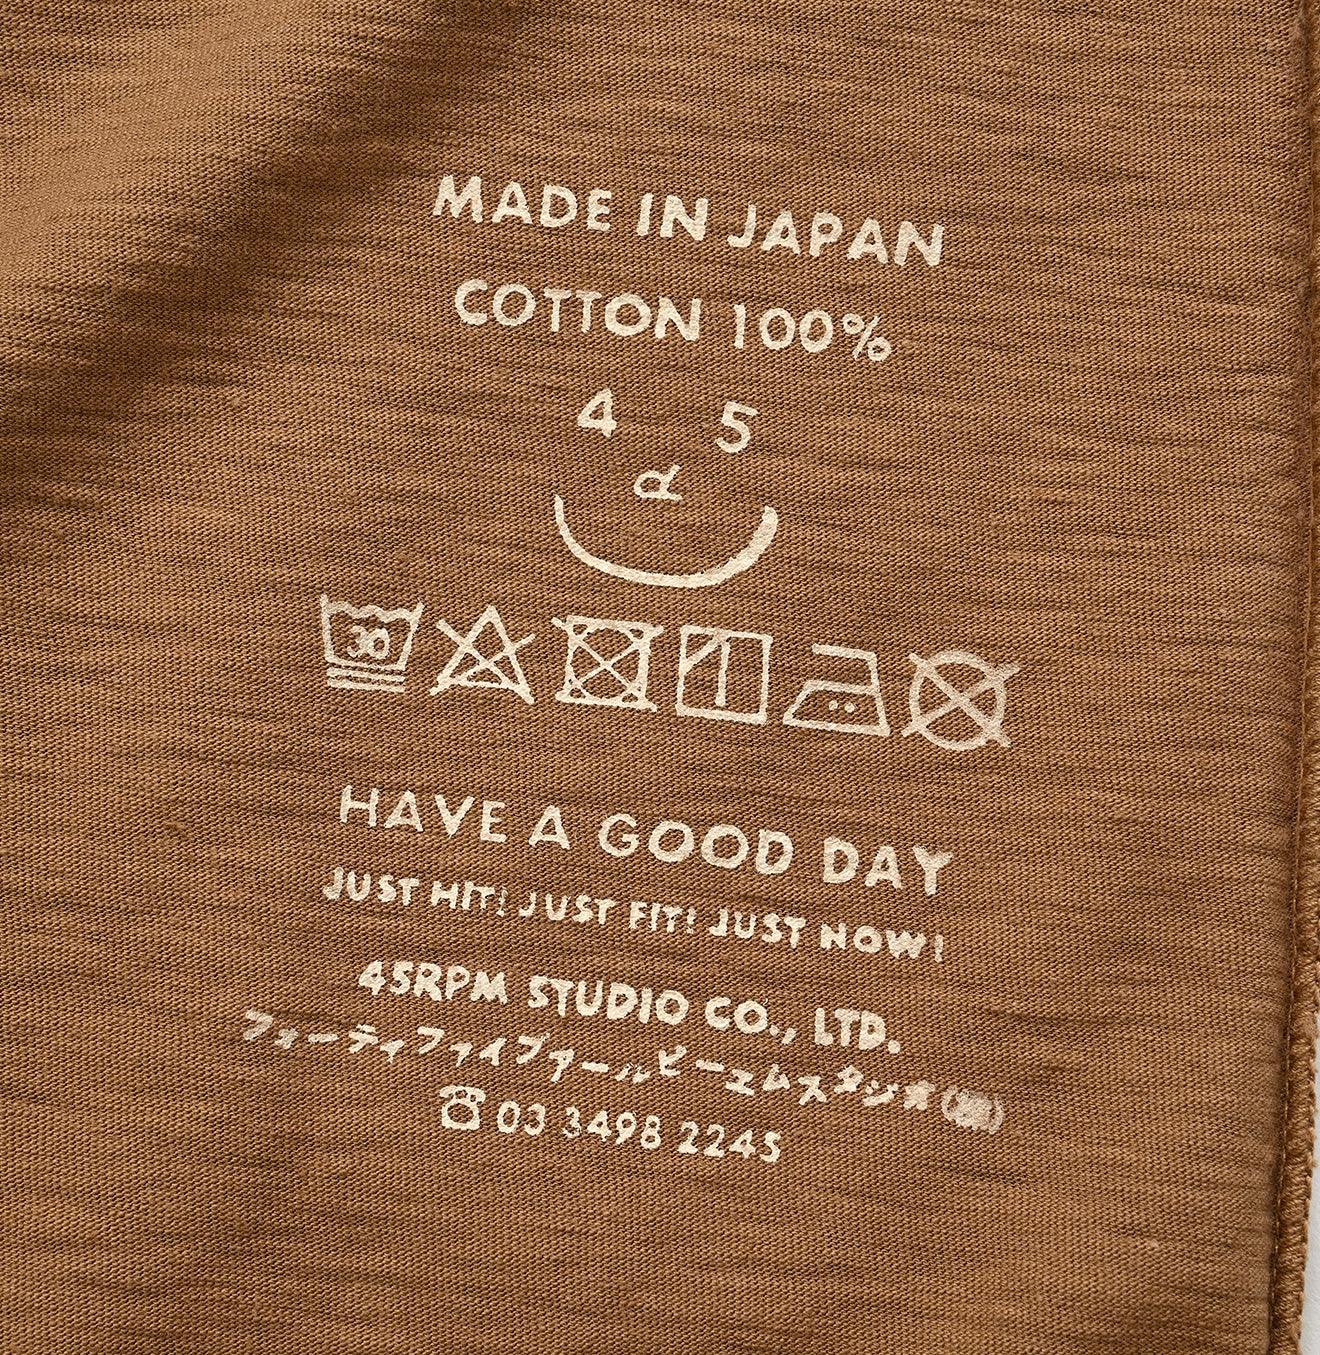 MADE IN JAPAN
COTTON 100%
4 5
α
30
HAVE A GOOD DAY
JUST HIT! JUST FIT! JUST NOW!
45RPM STUDIO CO., LTD.
フォーティファイブアールピーエムスタジオ(株)
☎03 3498 2245